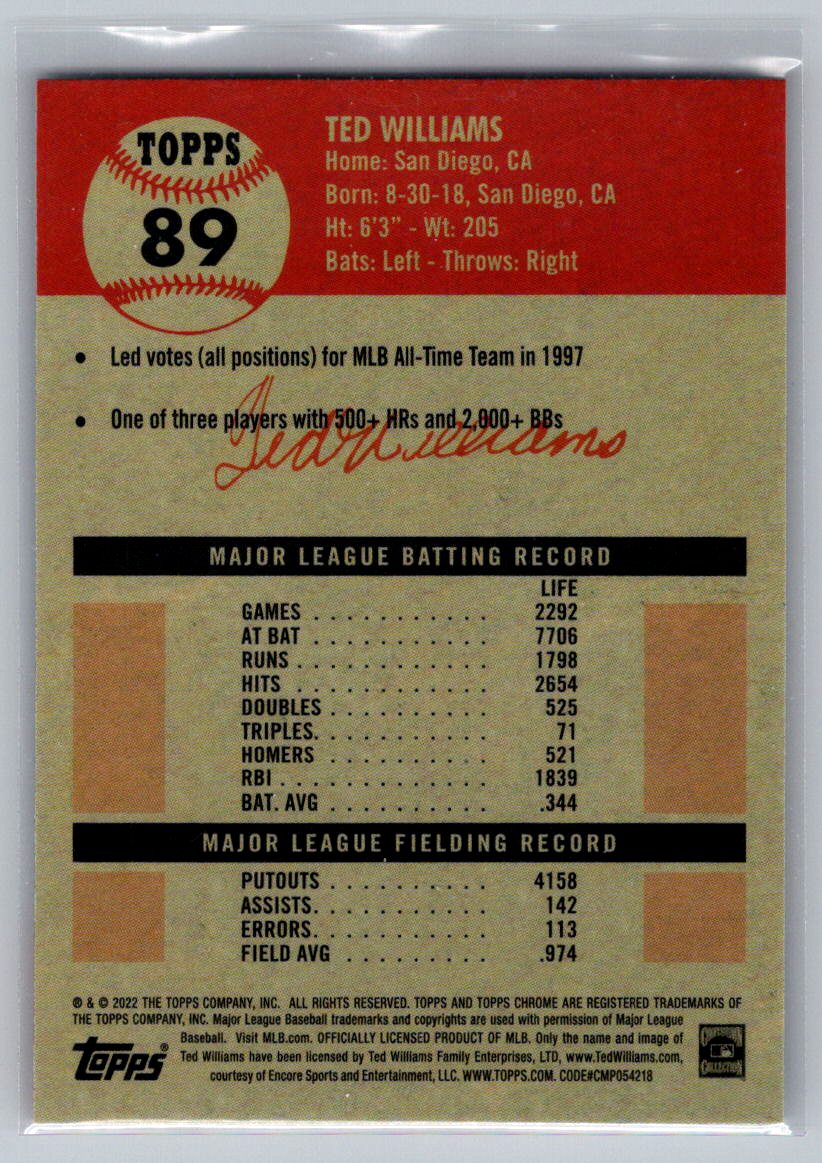 TOPPS
89
TED WILLIAMS
Home: San Diego, CA
Born: 8-30-18, San Diego, CA
Ht: 6'3" - Wt: 205
Bats: Left - Throws: Right
• Led votes (all positions) for MLB All-Time Team in 1997
• One of three players with 500+ HRs and 2,000+ BBs
Ted Williams
MAJOR LEAGUE BATTING RECORD
LIFE
GAMES . . . . . . . . . . . 2292
AT BAT . . . . . . . . . . . 7706
RUNS . . . . . . . . . . . . 1798
HITS . . . . . . . . . . . . 2654
DOUBLES . . . . . . . . . . 525
TRIPLES. . . . . . . . . . . 71
HOMERS . . . . . . . . . . 521
RBI . . . . . . . . . . . . . 1839
BAT. AVG . . . . . . . . . . .344
MAJOR LEAGUE FIELDING RECORD
PUTOUTS . . . . . . . . . . 4158
ASSISTS. . . . . . . . . . . 142
ERRORS. . . . . . . . . . . 113
FIELD AVG . . . . . . . . . .974
® & © 2022 THE TOPPS COMPANY, INC. ALL RIGHTS RESERVED. TOPPS AND TOPPS CHROME ARE REGISTERED TRADEMARKS OF
THE TOPPS COMPANY, INC. Major League Baseball trademarks and copyrights are used with permission of Major League
Baseball. Visit MLB.com. OFFICIALLY LICENSED PRODUCT OF MLB. Only the name and image of
Ted Williams have been licensed by Ted Williams Family Enterprises, LTD, www.TedWilliams.com,
courtesy of Encore Sports and Entertainment, LLC. WWW.TOPPS.COM. CODE#CMP054218
TOPPS®
COOPERSTOWN
COLLECTION